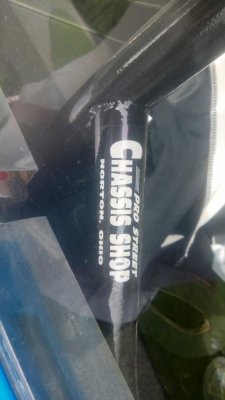 PRO STREET
CHASSIS SHOP
NORTON, OHIO